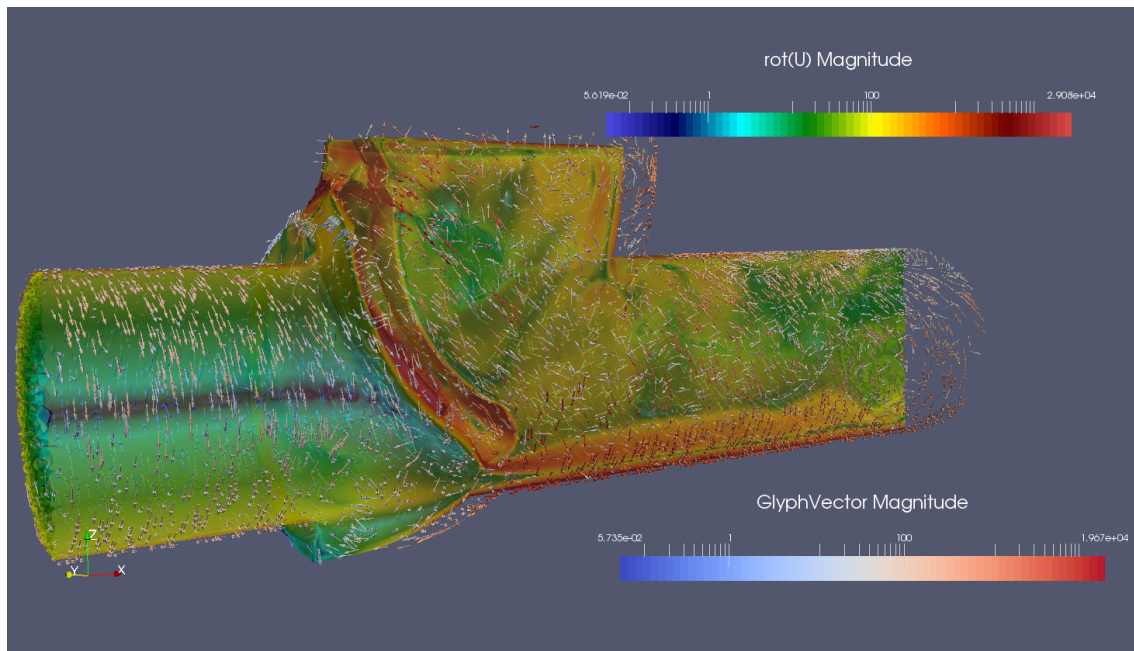 rot(U) Magnitude
5.619e-02 1 100 2.908e+04
GlyphVector Magnitude
5.735e-02 1 100 1.967e+04
Z
Y X